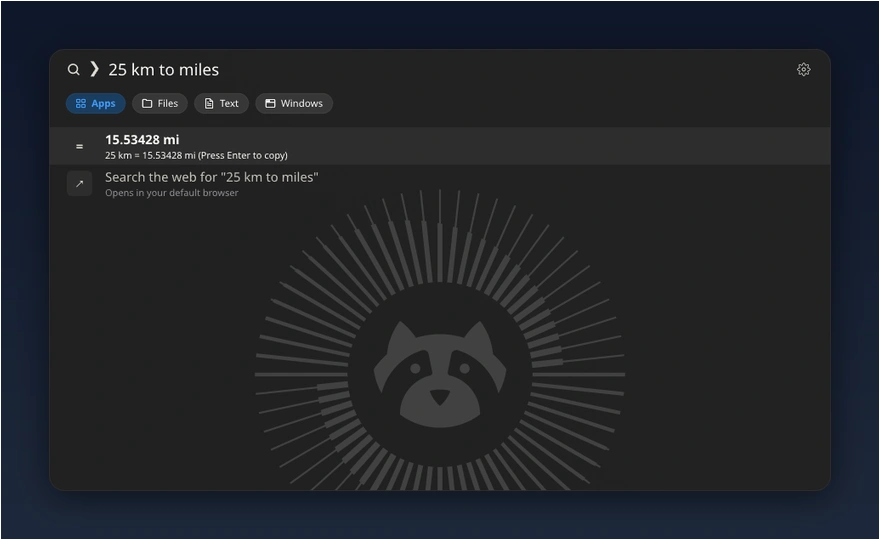 ❯ 25 km to miles
Apps Files Text Windows
= 15.53428 mi
25 km = 15.53428 mi (Press Enter to copy)
Search the web for "25 km to miles"
Opens in your default browser